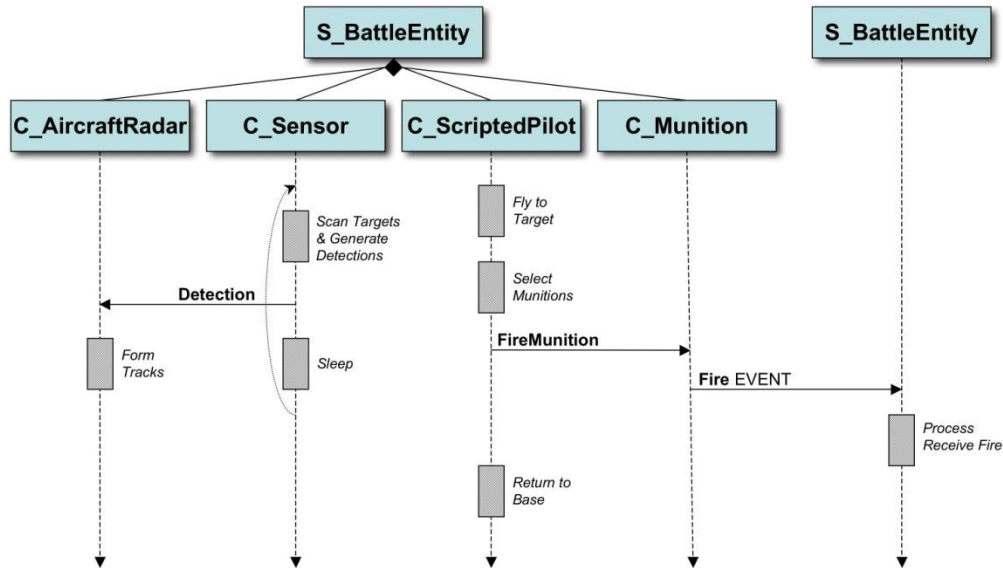 S_BattleEntity
S_BattleEntity
C_AircraftRadar
C_Sensor
C_ScriptedPilot
C_Munition
Fly to
Target
Scan Targets
& Generate
Detections
Select
Munitions
Detection
FireMunition
Form
Tracks
Sleep
Fire EVENT
Process
Receive Fire
Return to
Base